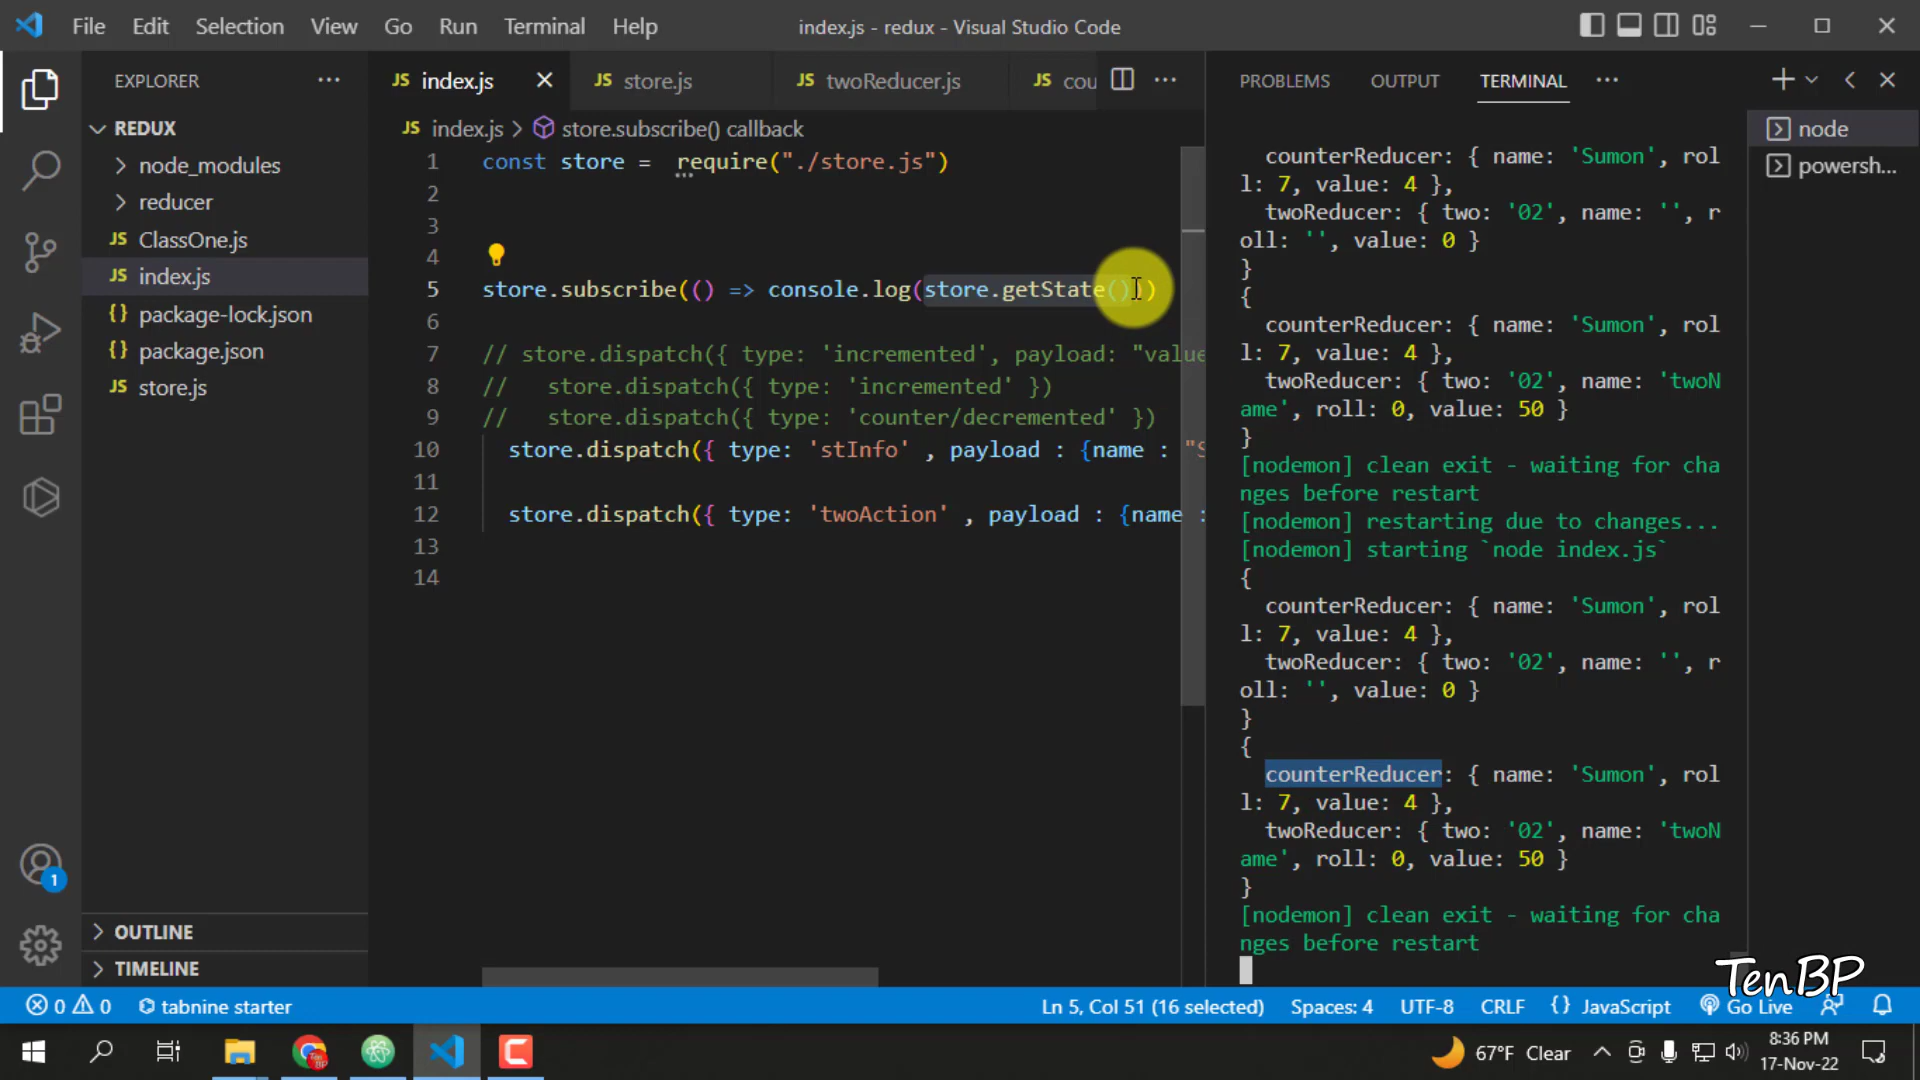 File Edit Selection View Go Run Terminal Help
index.js - redux - Visual Studio Code
EXPLORER
REDUX
node_modules
reducer
JS ClassOne.js
JS index.js
{} package-lock.json
{} package.json
JS store.js
OUTLINE
TIMELINE
JS index.js
JS store.js
JS twoReducer.js
JS cou
JS index.js > store.subscribe() callback
1 const store = require("./store.js")
2
3
4
5 store.subscribe(() => console.log(store.getState()))
6
7 // store.dispatch({ type: 'incremented', payload: "value
8 //   store.dispatch({ type: 'incremented' })
9 //   store.dispatch({ type: 'counter/decremented' })
10 store.dispatch({ type: 'stInfo' , payload : {name : "S
11
12 store.dispatch({ type: 'twoAction' , payload : {name :
13
14
PROBLEMS OUTPUT TERMINAL
node
powersh...
counterReducer: { name: 'Sumon', rol
l: 7, value: 4 },
twoReducer: { two: '02', name: '', r
oll: '', value: 0 }
}
{
counterReducer: { name: 'Sumon', rol
l: 7, value: 4 },
twoReducer: { two: '02', name: 'twoN
ame', roll: 0, value: 50 }
}
[nodemon] clean exit - waiting for cha
nges before restart
[nodemon] restarting due to changes...
[nodemon] starting `node index.js`
{
counterReducer: { name: 'Sumon', rol
l: 7, value: 4 },
twoReducer: { two: '02', name: '', r
oll: '', value: 0 }
}
{
counterReducer: { name: 'Sumon', rol
l: 7, value: 4 },
twoReducer: { two: '02', name: 'twoN
ame', roll: 0, value: 50 }
}
[nodemon] clean exit - waiting for cha
nges before restart
TenBP
1
0 0 tabnine starter
Ln 5, Col 51 (16 selected) Spaces: 4 UTF-8 CRLF {} JavaScript Go Live
67°F Clear
8:36 PM
17-Nov-22